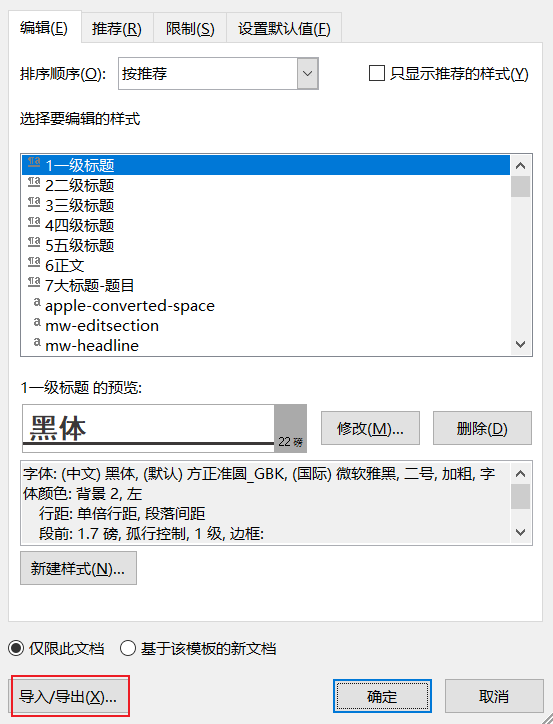 编辑(E) 推荐(R) 限制(S) 设置默认值(F)
排序顺序(O): 按推荐 只显示推荐的样式(Y)
选择要编辑的样式
¶a 1一级标题
¶a 2二级标题
¶a 3三级标题
¶a 4四级标题
¶a 5五级标题
¶a 6正文
¶a 7大标题-题目
a apple-converted-space
a mw-editsection
a mw-headline
1一级标题 的预览:
黑体 22 磅 修改(M)... 删除(D)
字体: (中文) 黑体, (默认) 方正准圆_GBK, (国际) 微软雅黑, 二号, 加粗, 字
体颜色: 背景 2, 左
行距: 单倍行距, 段落间距
段前: 1.7 磅, 孤行控制, 1 级, 边框:
新建样式(N)...
仅限此文档 基于该模板的新文档
导入/导出(X)... 确定 取消